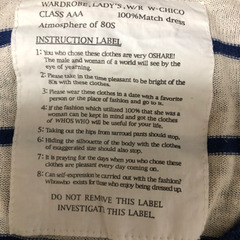 WARDROBE, LADY'S, W/R W-CHICO
CLASS AAA 100%Match dress
Atmosphere of 80S
INSTRUCTION LABEL
1: You who chose these clothes are very OSHARE!
The male and woman of a world will see by the
eye of yearning.
2: Please take in the time pleasant to be bright of the
80s with these clothes.
3: Please wear these clothes in a date with a favorite
person or the place of fashion and go to it.
4: If the fashion which utilized 100% that she was a
woman can be kept in mind and got the clothes
of WHOS WHO will be useful for your life.
5: Taking out the hips from surroust pants should stop.
6: Hiding the silhouette of the body with the clothes
of exaggerated size should also stop.
7: It is praying for the days when you who chose these
clothes are pleasant every day and even comes.
8: Can self-expression is carried out with the fashion?
Whoswho exists for those who enjoy being dressed up.
DO NOT RIMOVE THIS LABEL
INVESTIGATE THIS LABEL.